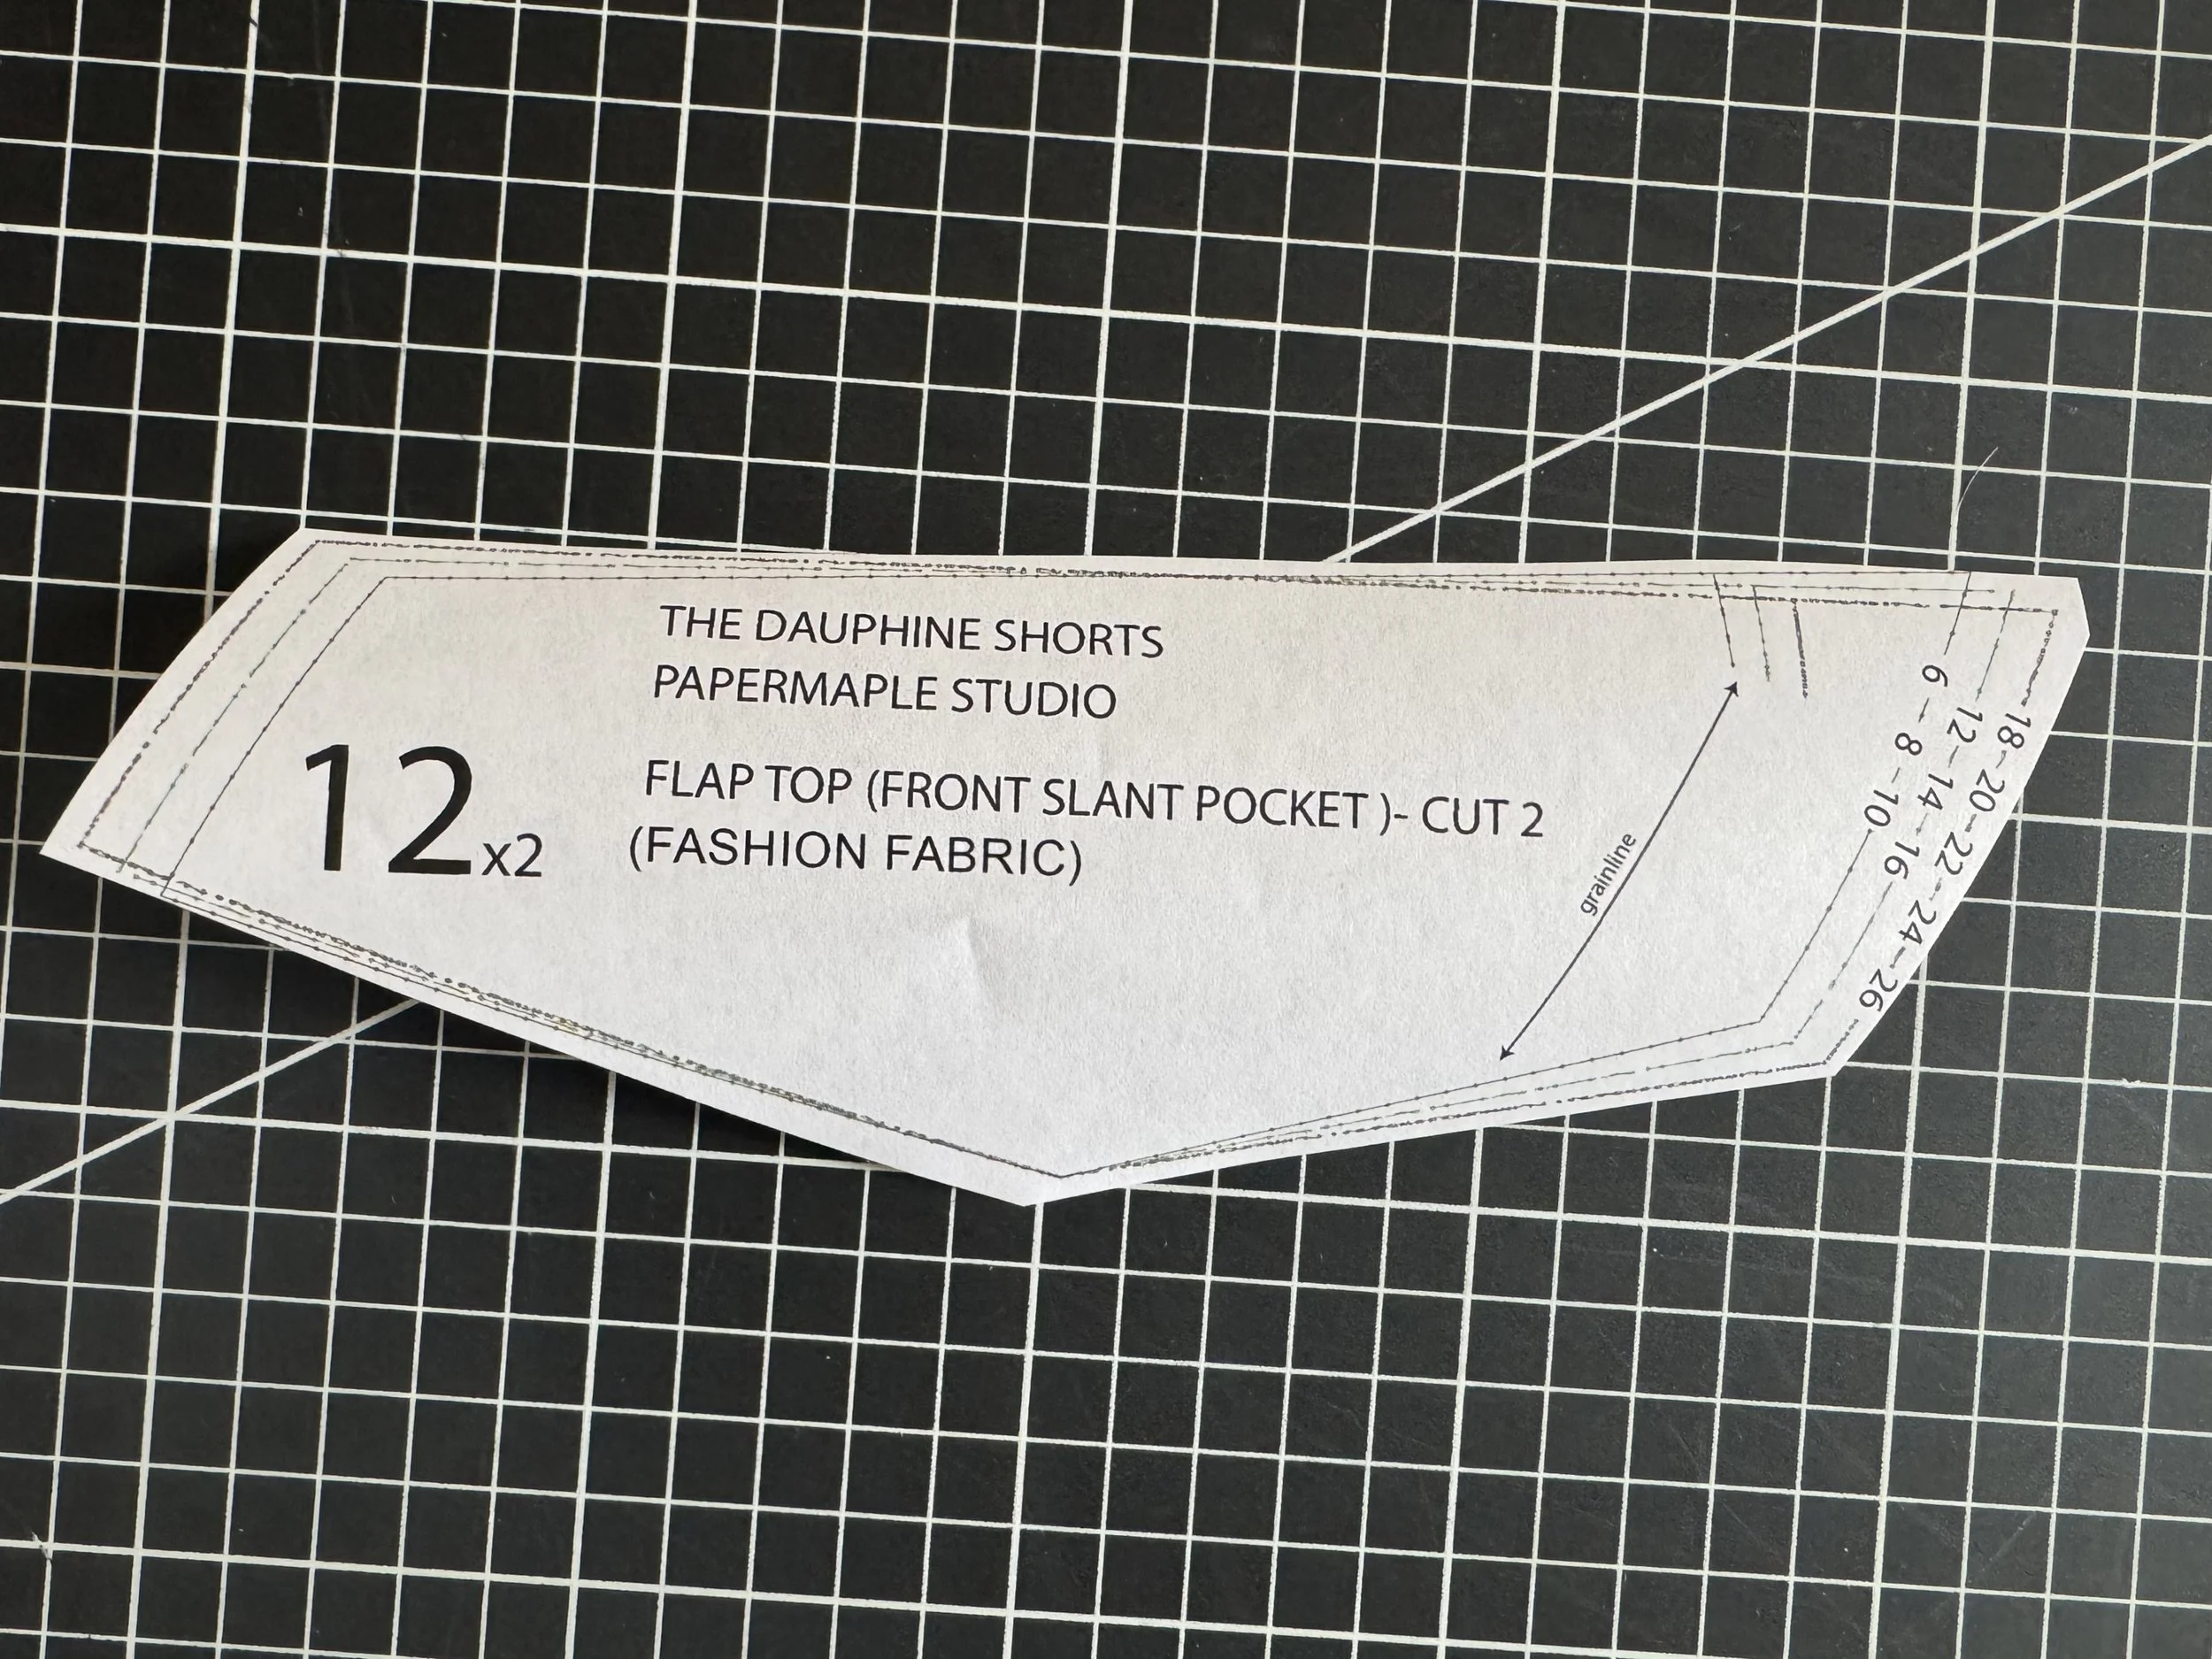 THE DAUPHINE SHORTS
PAPERMAPLE STUDIO
12x2
FLAP TOP (FRONT SLANT POCKET )- CUT 2
(FASHION FABRIC)
grainline
6 - 8 - 10
12 - 14 - 16
18 - 20 - 22 - 24 - 26